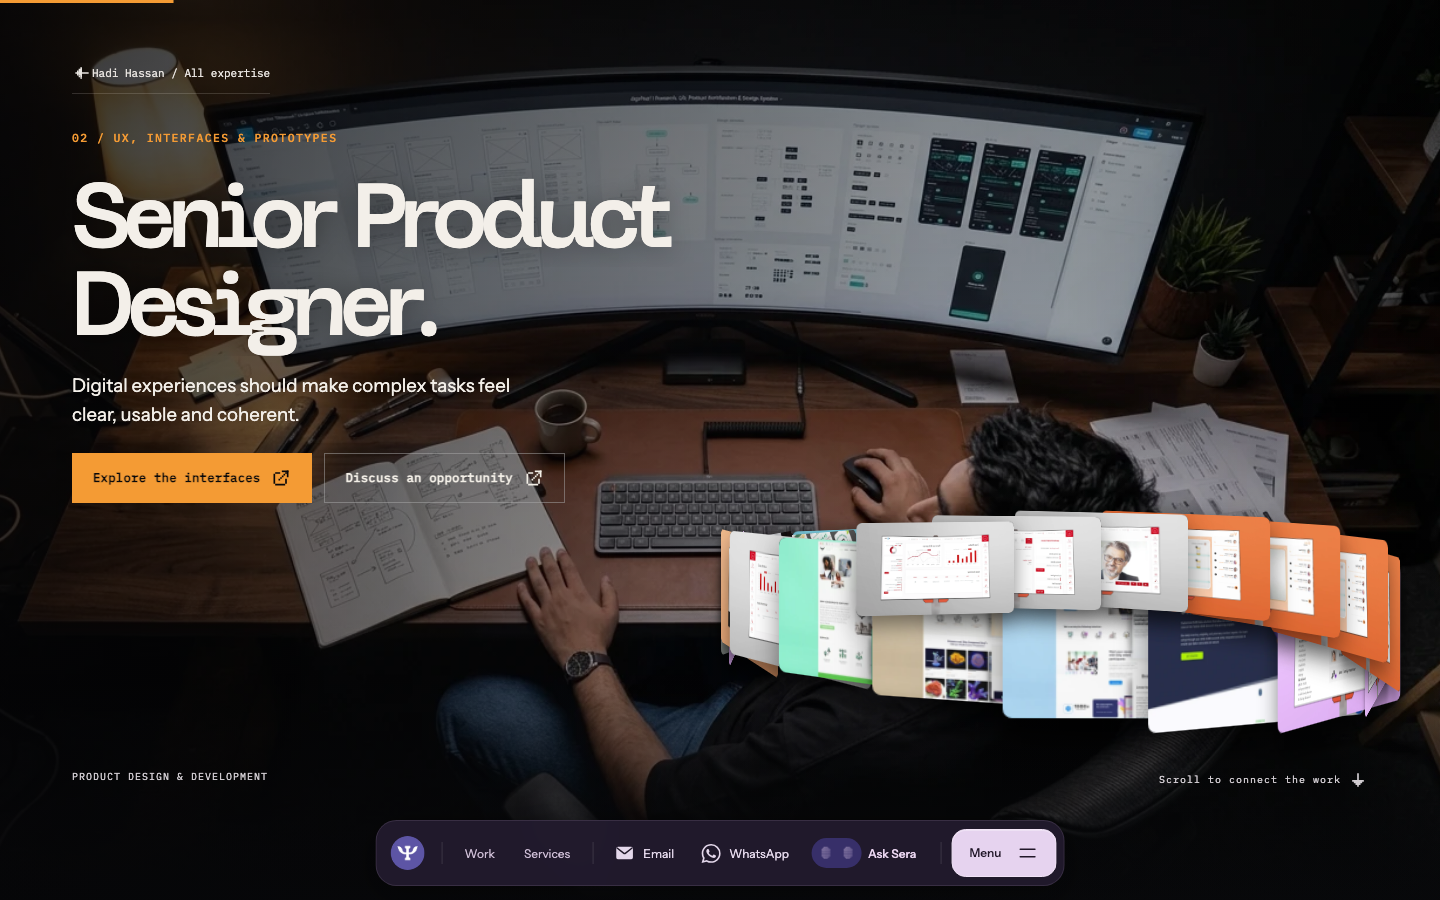 Hadi Hassan / All expertise
02 / UX, INTERFACES & PROTOTYPES
Senior Product
Designer.
Digital experiences should make complex tasks feel
clear, usable and coherent.
Explore the interfaces
Discuss an opportunity
PRODUCT DESIGN & DEVELOPMENT
Scroll to connect the work
Work
Services
Email
WhatsApp
Ask Sera
Menu